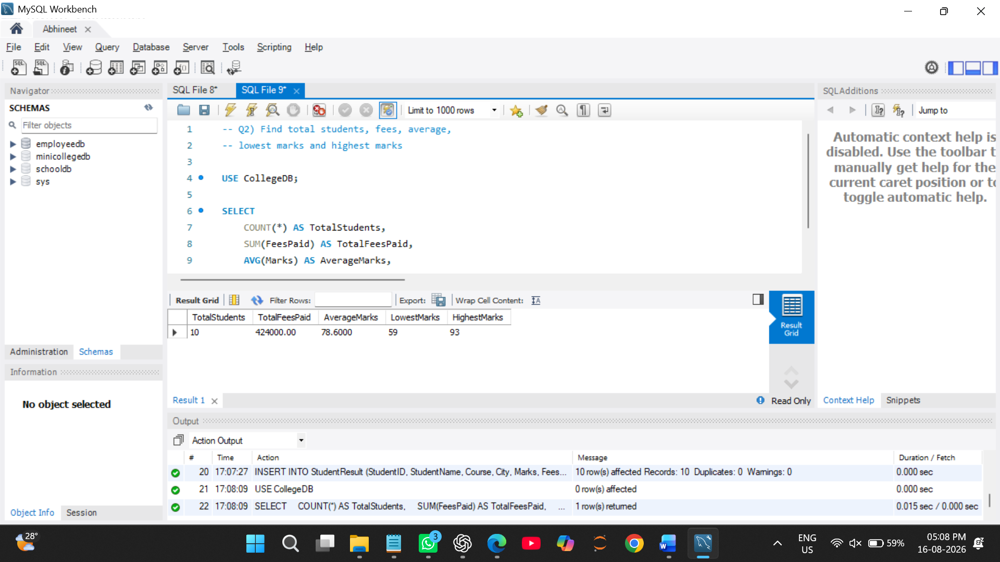 MySQL Workbench
Abhineet
File Edit View Query Database Server Tools Scripting Help
Navigator
SCHEMAS
Filter objects
employeedb
minicollegedb
schooldb
sys
Administration Schemas
Information
No object selected
Object Info Session
SQL File 8* SQL File 9*
Limit to 1000 rows
1 -- Q2) Find total students, fees, average,
2 -- lowest marks and highest marks
3
4 USE CollegeDB;
5
6 SELECT
7 COUNT(*) AS TotalStudents,
8 SUM(FeesPaid) AS TotalFeesPaid,
9 AVG(Marks) AS AverageMarks,
Result Grid Filter Rows: Export: Wrap Cell Content:
TotalStudents TotalFeesPaid AverageMarks LowestMarks HighestMarks
10 424000.00 78.6000 59 93
Result Grid
Result 1
Read Only
SQLAdditions
Jump to
Automatic context help is
disabled. Use the toolbar t
manually get help for the
current caret position or to
toggle automatic help.
Context Help Snippets
Output
Action Output
# Time Action Message Duration / Fetch
20 17:07:27 INSERT INTO StudentResult (StudentID, StudentName, Course, City, Marks, Fees... 10 row(s) affected Records: 10 Duplicates: 0 Warnings: 0 0.000 sec
21 17:08:09 USE CollegeDB 0 row(s) affected 0.000 sec
22 17:08:09 SELECT COUNT(*) AS TotalStudents, SUM(FeesPaid) AS TotalFeesPaid, ... 1 row(s) returned 0.015 sec / 0.000 sec
28°
3
ENG
US
59%
05:08 PM
16-08-2026